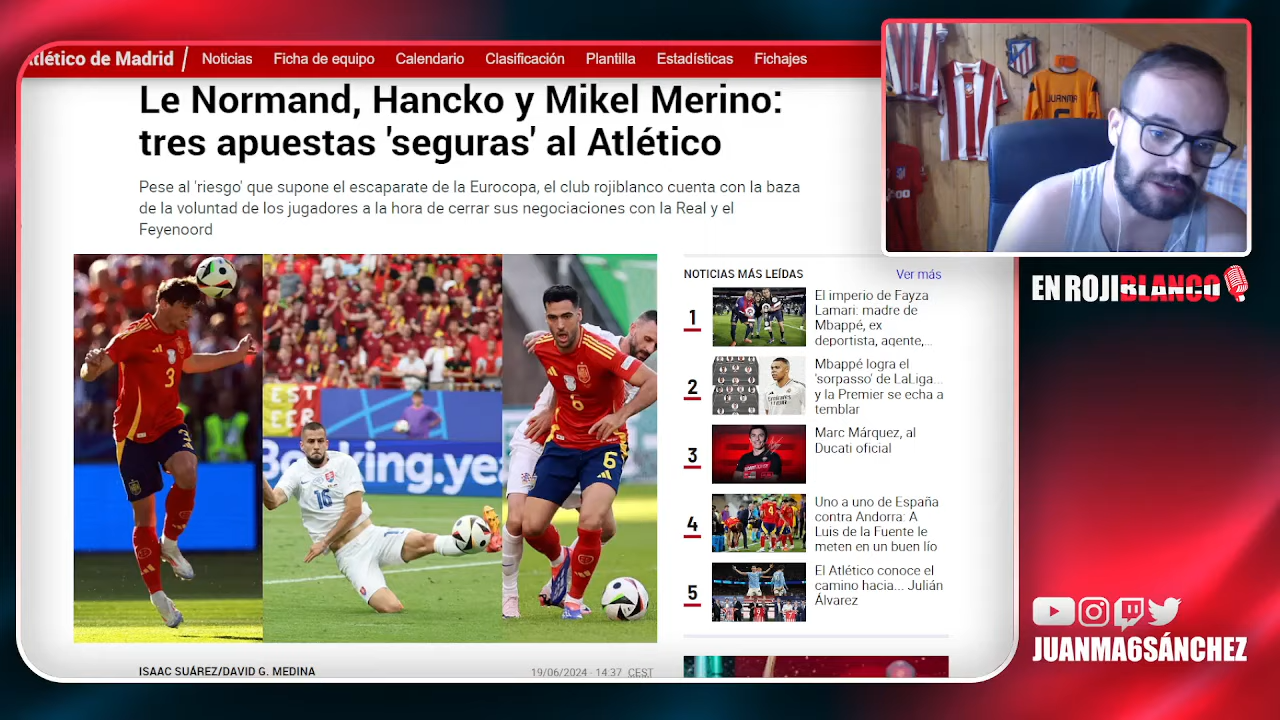 Atlético de Madrid
Noticias
Ficha de equipo
Calendario
Clasificación
Plantilla
Estadísticas
Fichajes
Le Normand, Hancko y Mikel Merino:
tres apuestas 'seguras' al Atlético
Pese al 'riesgo' que supone el escaparate de la Eurocopa, el club rojiblanco cuenta con la baza
de la voluntad de los jugadores a la hora de cerrar sus negociaciones con la Real y el
Feyenoord
3
Booking.
16
6
6
ISAAC SUÁREZ/DAVID G. MEDINA
19/06/2024 - 14:37 CEST
NOTICIAS MÁS LEÍDAS
Ver más
1
El imperio de Fayza
Lamari: madre de
Mbappé, ex
deportista, agente,...
2
Mbappé logra el
'sorpasso' de LaLiga...
y la Premier se echa a
temblar
3
Marc Márquez, al
Ducati oficial
4
Uno a uno de España
contra Andorra: A
Luis de la Fuente le
meten en un buen lío
5
El Atlético conoce el
camino hacia... Julián
Álvarez
JUANMA
EN ROJIBLANCO
JUANMA6SÁNCHEZ